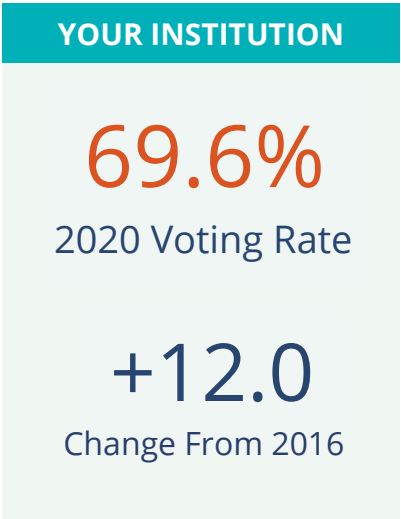 YOUR INSTITUTION
69.6%
2020 Voting Rate
+12.0
Change From 2016